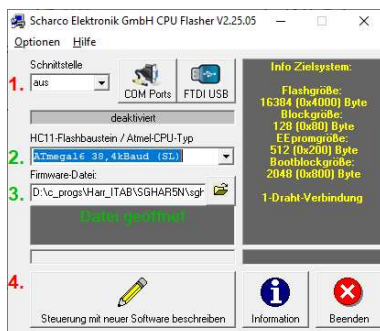 Scharco Elektronik GmbH CPU Flasher V2.25.05
Optionen Hilfe
Schnittstelle
1. aus
COM Ports
FTDI USB
deaktiviert
HC11-Flashbaustein / Atmel-CPU-Typ
2. ATmega16 38,4kBaud (SL)
Firmware-Datei:
3. D:\c_progs\Harr_ITAB\SGHAR5N\sgh
Datei geöffnet
Info Zielsystem:
Flashgröße:
16384 (0x4000) Byte
Blockgröße:
128 (0x80) Byte
EEpromgröße:
512 (0x200) Byte
Bootblockgröße:
2048 (0x800) Byte
1-Draht-Verbindung
4.
Steuerung mit neuer Software beschreiben
Information
Beenden